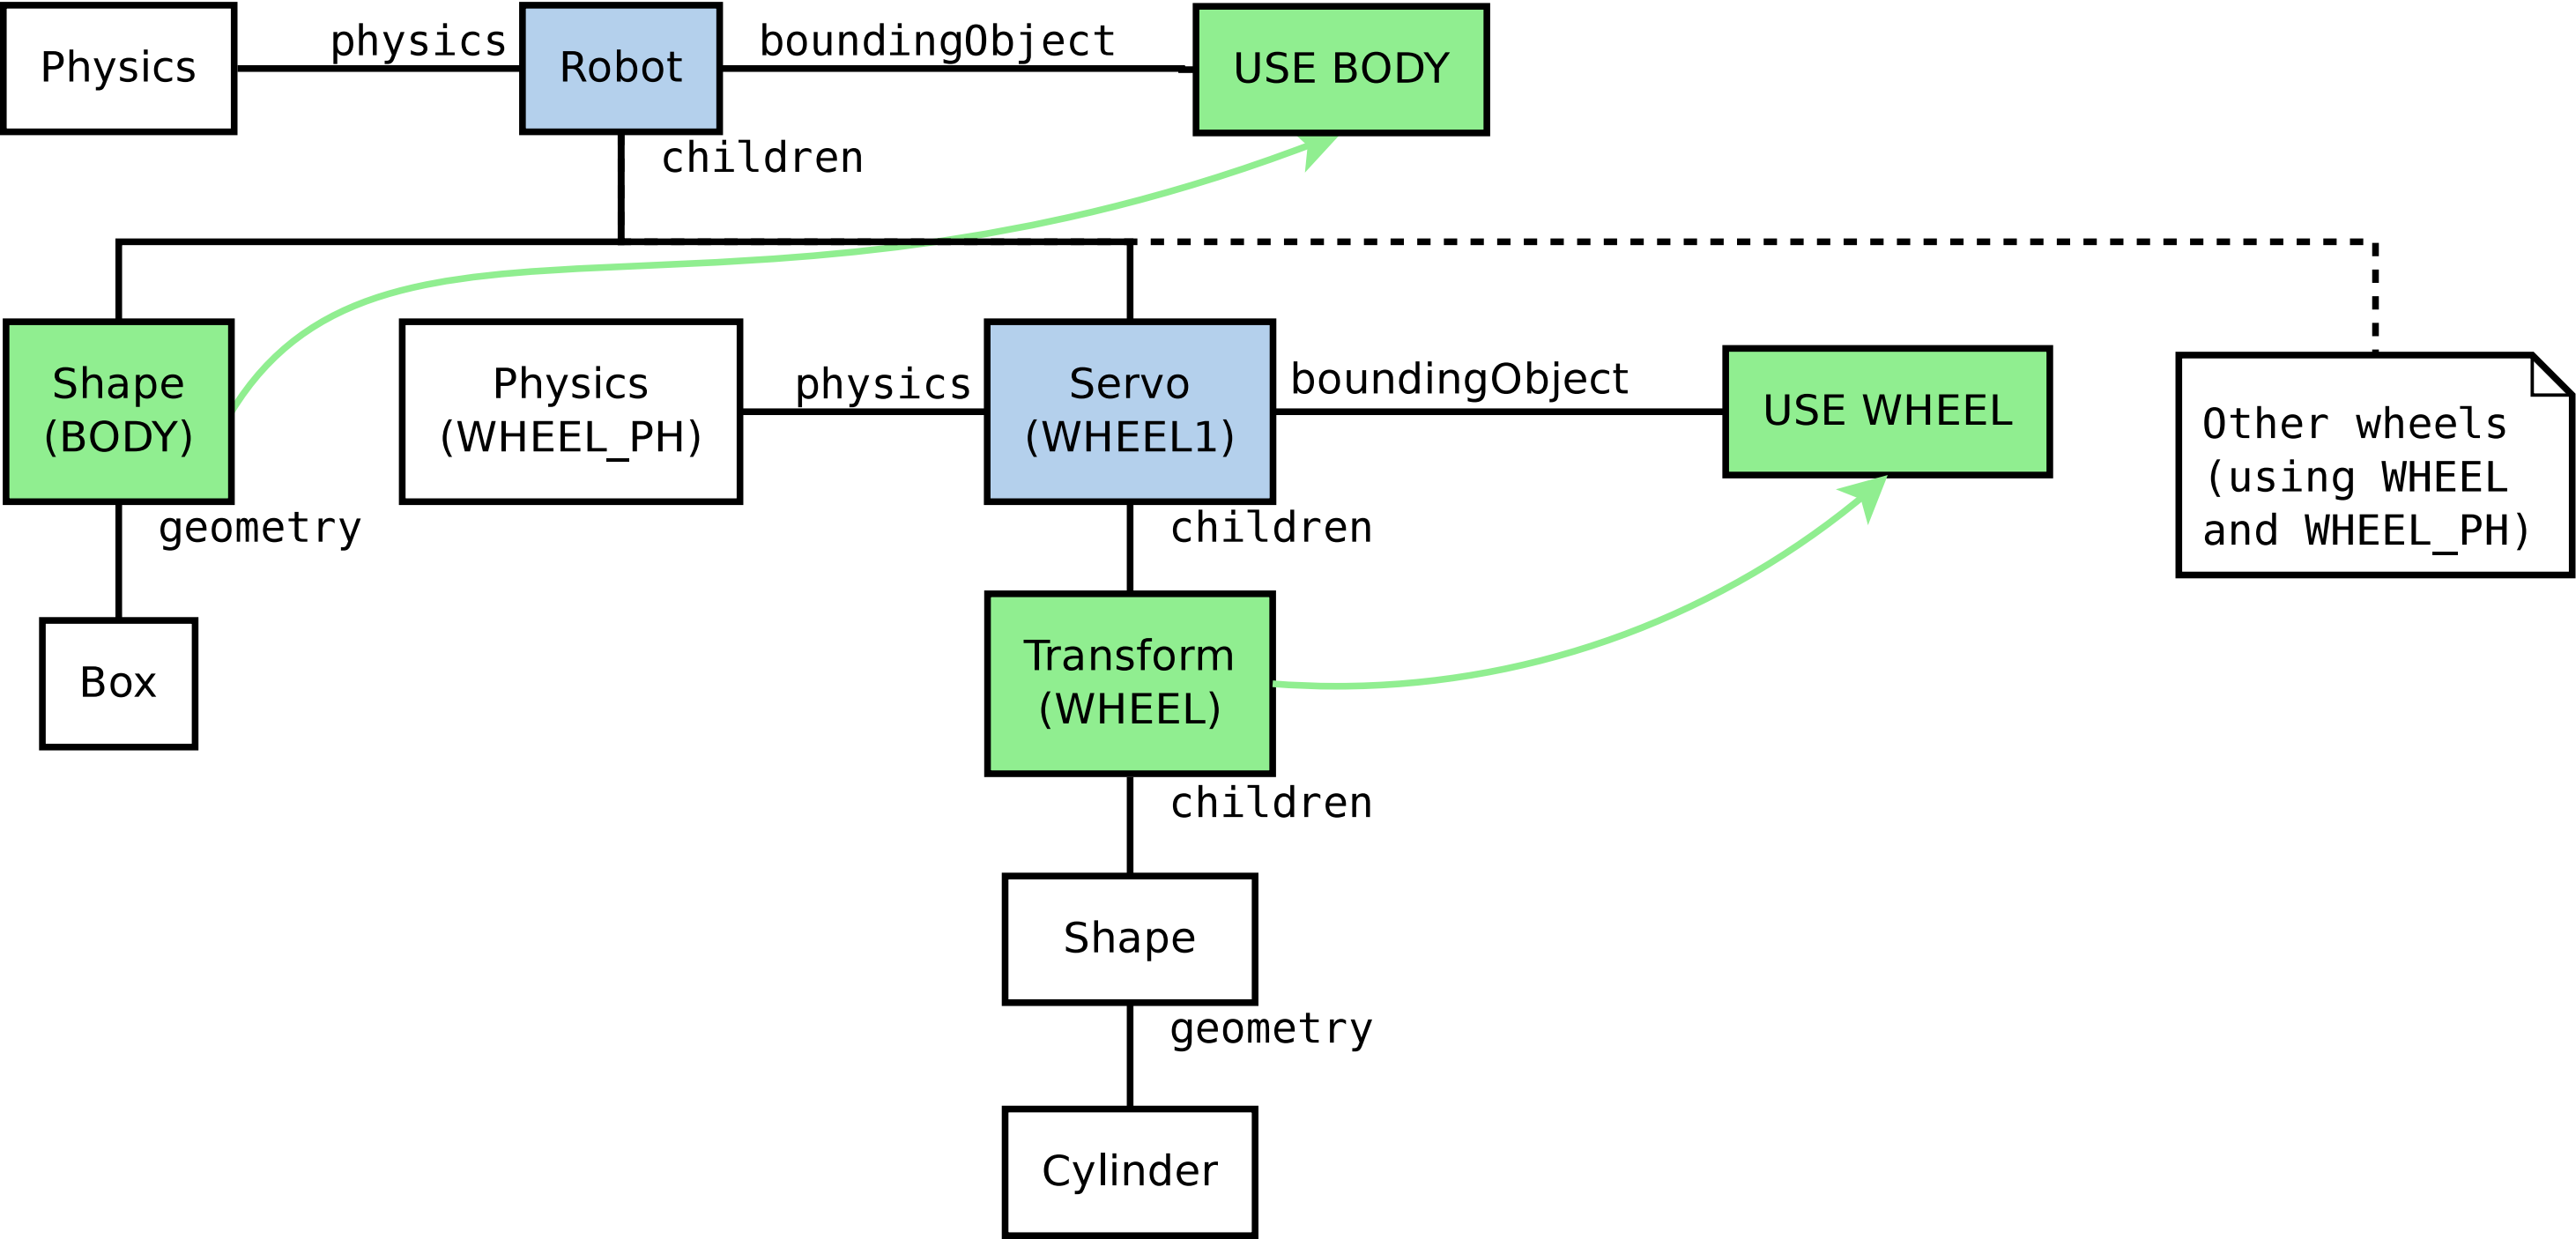 Physics
physics
Robot
boundingObject
USE BODY
children
Shape
(BODY)
geometry
Box
Physics
(WHEEL_PH)
physics
Servo
(WHEEL1)
boundingObject
USE WHEEL
Other wheels
(using WHEEL
and WHEEL_PH)
children
Transform
(WHEEL)
children
Shape
geometry
Cylinder